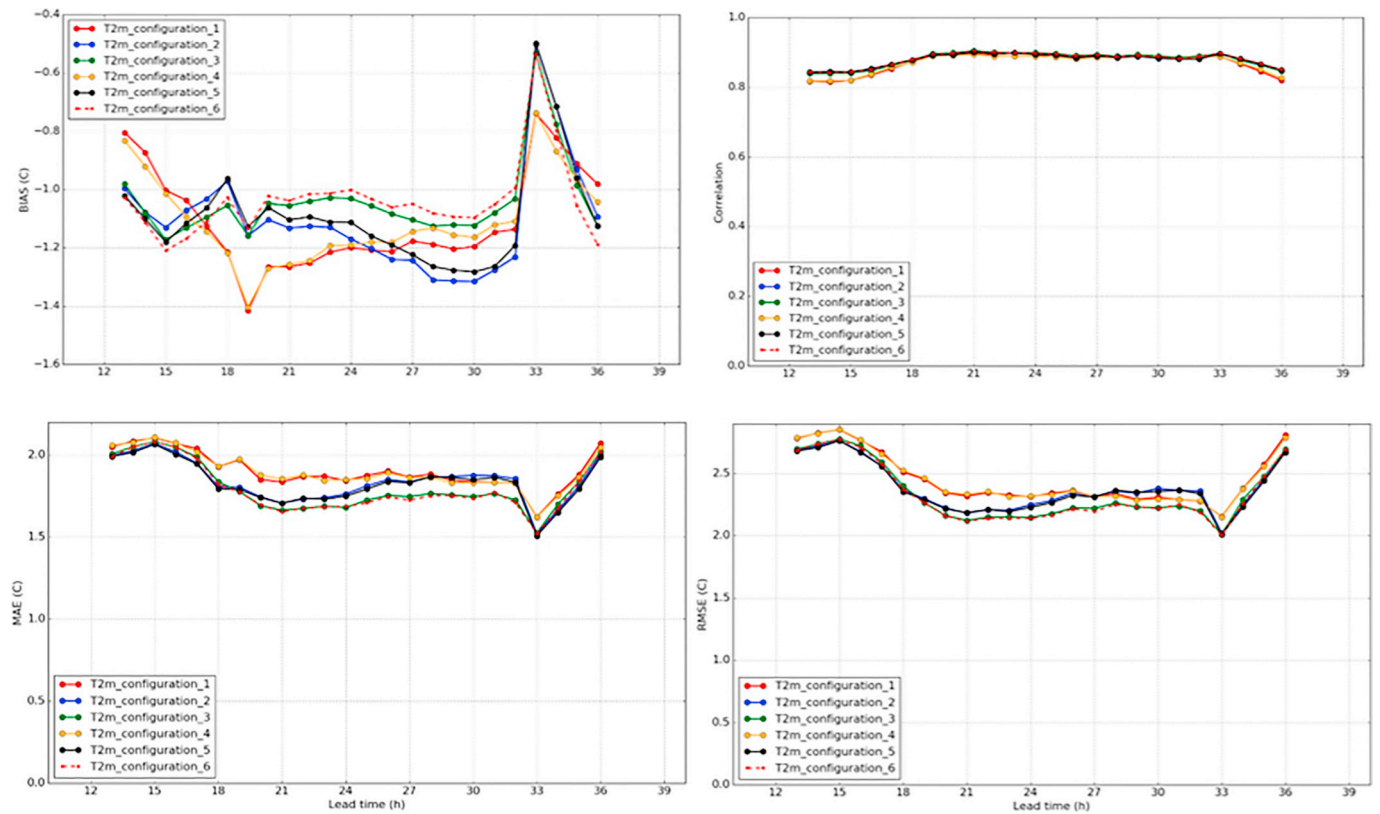 −0.4
−0.6
−0.8
−1.0
−1.2
−1.4
−1.6
BIAS (C)
T2m_configuration_1
T2m_configuration_2
T2m_configuration_3
T2m_configuration_4
T2m_configuration_5
T2m_configuration_6
12 15 18 21 24 27 30 33 36 39
1.0
0.8
0.6
0.4
0.2
0.0
Correlation
T2m_configuration_1
T2m_configuration_2
T2m_configuration_3
T2m_configuration_4
T2m_configuration_5
T2m_configuration_6
12 15 18 21 24 27 30 33 36 39
2.0
1.5
1.0
0.5
0.0
MAE (C)
T2m_configuration_1
T2m_configuration_2
T2m_configuration_3
T2m_configuration_4
T2m_configuration_5
T2m_configuration_6
12 15 18 21 24 27 30 33 36 39
Lead time (h)
2.5
2.0
1.5
1.0
0.5
0.0
RMSE (C)
T2m_configuration_1
T2m_configuration_2
T2m_configuration_3
T2m_configuration_4
T2m_configuration_5
T2m_configuration_6
12 15 18 21 24 27 30 33 36 39
Lead time (h)